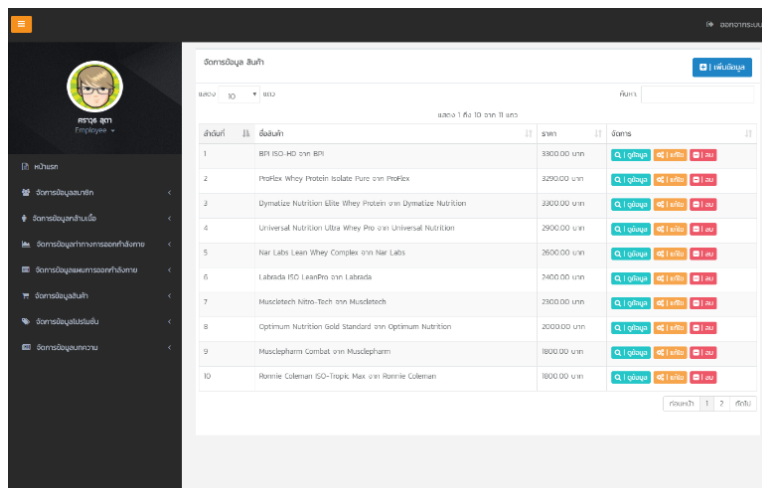 ออกจากระบบ
ศราวุธ สุดา
Employee
หน้าแรก
จัดการข้อมูลสมาชิก
จัดการข้อมูลกล้ามเนื้อ
จัดการข้อมูลท่าทางการออกกำลังกาย
จัดการข้อมูลแผนการออกกำลังกาย
จัดการข้อมูลสินค้า
จัดการข้อมูลโปรโมชั่น
จัดการข้อมูลบทความ
จัดการข้อมูล สินค้า
| เพิ่มข้อมูล
แสดง 10 แถว ค้นหา
แสดง 1 ถึง 10 จาก 11 แถว
ลำดับที่ ชื่อสินค้า ราคา จัดการ
1 BPI ISO-HD จาก BPI 3300.00 บาท | ดูข้อมูล | แก้ไข | ลบ
2 ProFlex Whey Protein Isolate Pure จาก ProFlex 3290.00 บาท | ดูข้อมูล | แก้ไข | ลบ
3 Dymatize Nutrition Elite Whey Protein จาก Dymatize Nutrition 3300.00 บาท | ดูข้อมูล | แก้ไข | ลบ
4 Universal Nutrition Ultra Whey Pro จาก Universal Nutrition 2900.00 บาท | ดูข้อมูล | แก้ไข | ลบ
5 Nar Labs Lean Whey Complex จาก Nar Labs 2600.00 บาท | ดูข้อมูล | แก้ไข | ลบ
6 Labrada ISO LeanPro จาก Labrada 2400.00 บาท | ดูข้อมูล | แก้ไข | ลบ
7 Muscletech Nitro-Tech จาก Muscletech 2300.00 บาท | ดูข้อมูล | แก้ไข | ลบ
8 Optimum Nutrition Gold Standard จาก Optimum Nutrition 2000.00 บาท | ดูข้อมูล | แก้ไข | ลบ
9 Musclepharm Combat จาก Musclepharm 1800.00 บาท | ดูข้อมูล | แก้ไข | ลบ
10 Ronnie Coleman ISO-Tropic Max จาก Ronnie Coleman 1800.00 บาท | ดูข้อมูล | แก้ไข | ลบ
ก่อนหน้า 1 2 ถัดไป